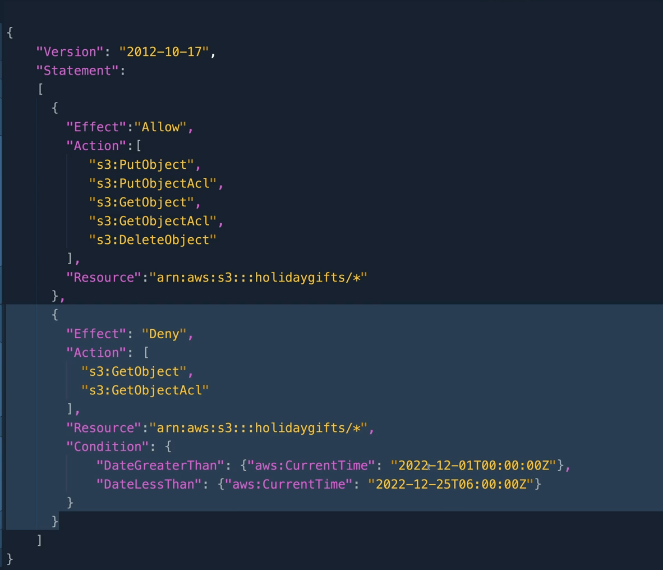 {
"Version": "2012-10-17",
"Statement":
[
{
"Effect":"Allow",
"Action":[
"s3:PutObject",
"s3:PutObjectAcl",
"s3:GetObject",
"s3:GetObjectAcl",
"s3:DeleteObject"
],
"Resource":"arn:aws:s3:::holidaygifts/*"
},
{
"Effect": "Deny",
"Action": [
"s3:GetObject",
"s3:GetObjectAcl"
],
"Resource":"arn:aws:s3:::holidaygifts/*",
"Condition": {
"DateGreaterThan": {"aws:CurrentTime": "2022-12-01T00:00:00Z"},
"DateLessThan": {"aws:CurrentTime": "2022-12-25T06:00:00Z"}
}
}
]
}